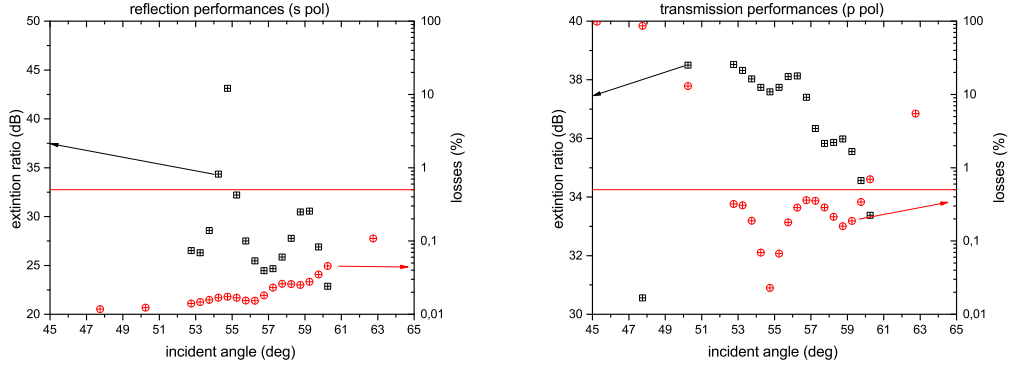 reflection performances (s pol)
50
45
40
35
30
25
20
45 47 49 51 53 55 57 59 61 63 65
100
10
1
0,1
0,01
extintion ratio (dB)
losses (%)
incident angle (deg)
transmission performances (p pol)
40
38
36
34
32
30
45 47 49 51 53 55 57 59 61 63 65
100
10
1
0,1
0,01
extintion ratio (dB)
losses (%)
incident angle (deg)